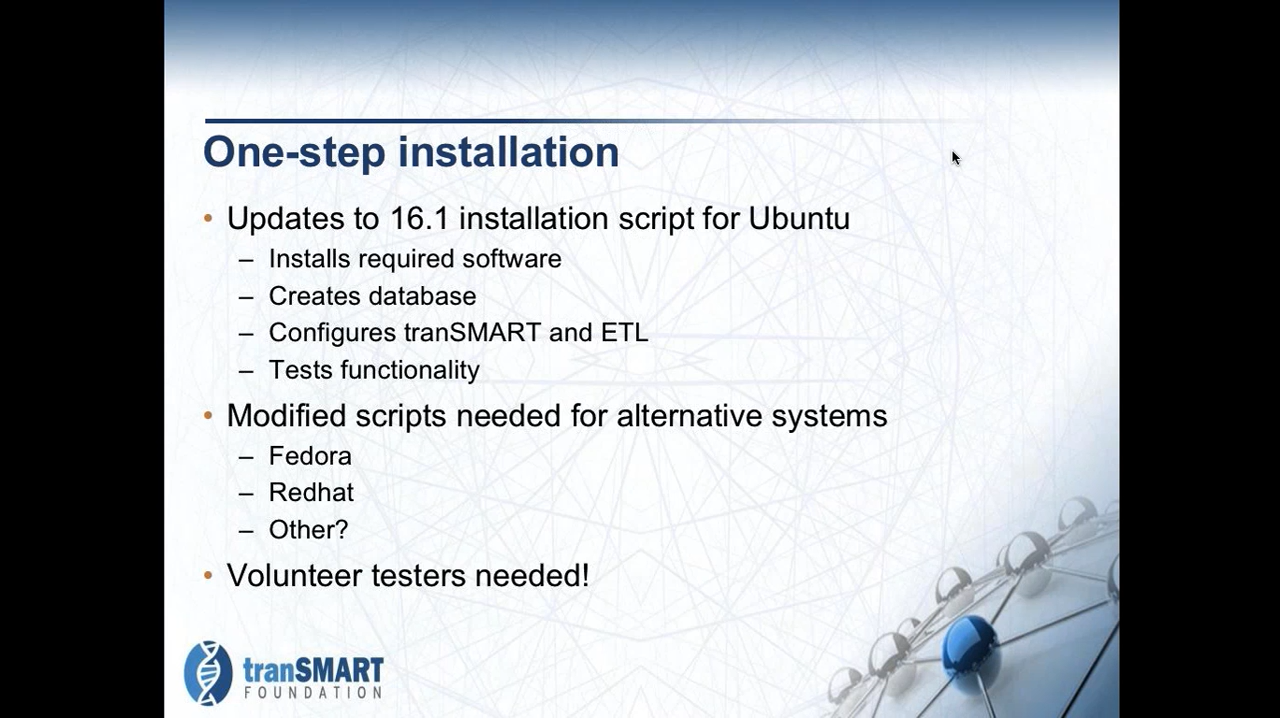 One-step installation
• Updates to 16.1 installation script for Ubuntu
– Installs required software
– Creates database
– Configures tranSMART and ETL
– Tests functionality
• Modified scripts needed for alternative systems
– Fedora
– Redhat
– Other?
• Volunteer testers needed!
tranSMART
FOUNDATION